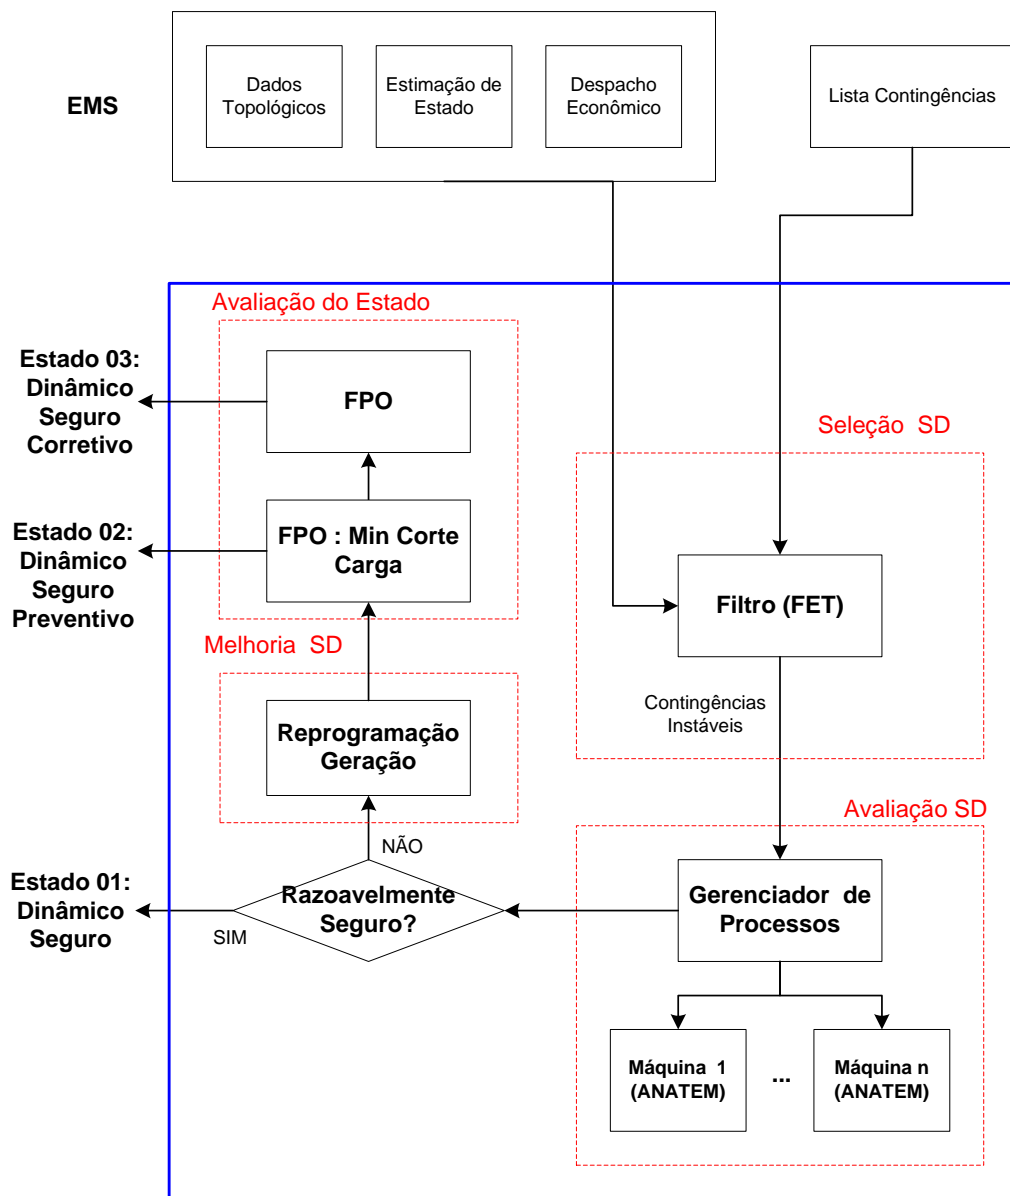 Dados
Topológicos
Estimação de
Estado
Despacho
Econômico
Lista Contingências
EMS
Avaliação do Estado
Estado 03:
Dinâmico
Seguro
Corretivo
FPO
Seleção  SD
Estado 02:
Dinâmico
Seguro
Preventivo
FPO : Min Corte
Carga
Filtro (FET)
Melhoria  SD
Contingências
Instáveis
Reprogramação
Geração
Avaliação SD
NÃO
Estado 01:
Dinâmico
Seguro
SIM
Razoavelmente
Seguro?
Gerenciador  de
Processos
Máquina  1
(ANATEM)
...
Máquina n
(ANATEM)